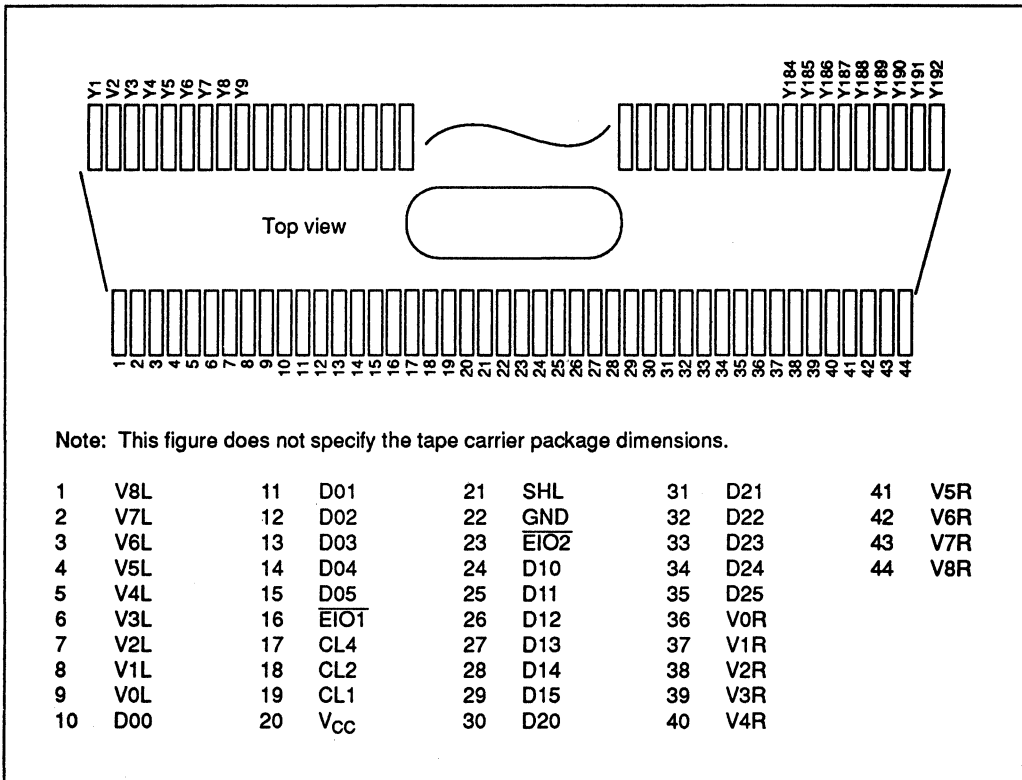 Y1 V2 Y3 Y4 Y5 Y6 Y7 Y8 Y9 Y184 Y185 Y186 Y187 Y188 Y189 Y190 Y191 Y192
Top view
1 2 3 4 5 6 7 8 9 10 11 12 13 14 15 16 17 18 19 20 21 22 23 24 25 26 27 28 29 30 31 32 33 34 35 36 37 38 39 40 41 42 43 44
Note: This figure does not specify the tape carrier package dimensions.
1 V8L 11 D01 21 SHL 31 D21 41 V5R
2 V7L 12 D02 22 GND 32 D22 42 V6R
3 V6L 13 D03 23 E̅I̅O̅2̅ 33 D23 43 V7R
4 V5L 14 D04 24 D10 34 D24 44 V8R
5 V4L 15 D05 25 D11 35 D25
6 V3L 16 E̅I̅O̅1̅ 26 D12 36 V0R
7 V2L 17 CL4 27 D13 37 V1R
8 V1L 18 CL2 28 D14 38 V2R
9 V0L 19 CL1 29 D15 39 V3R
10 D00 20 VCC 30 D20 40 V4R